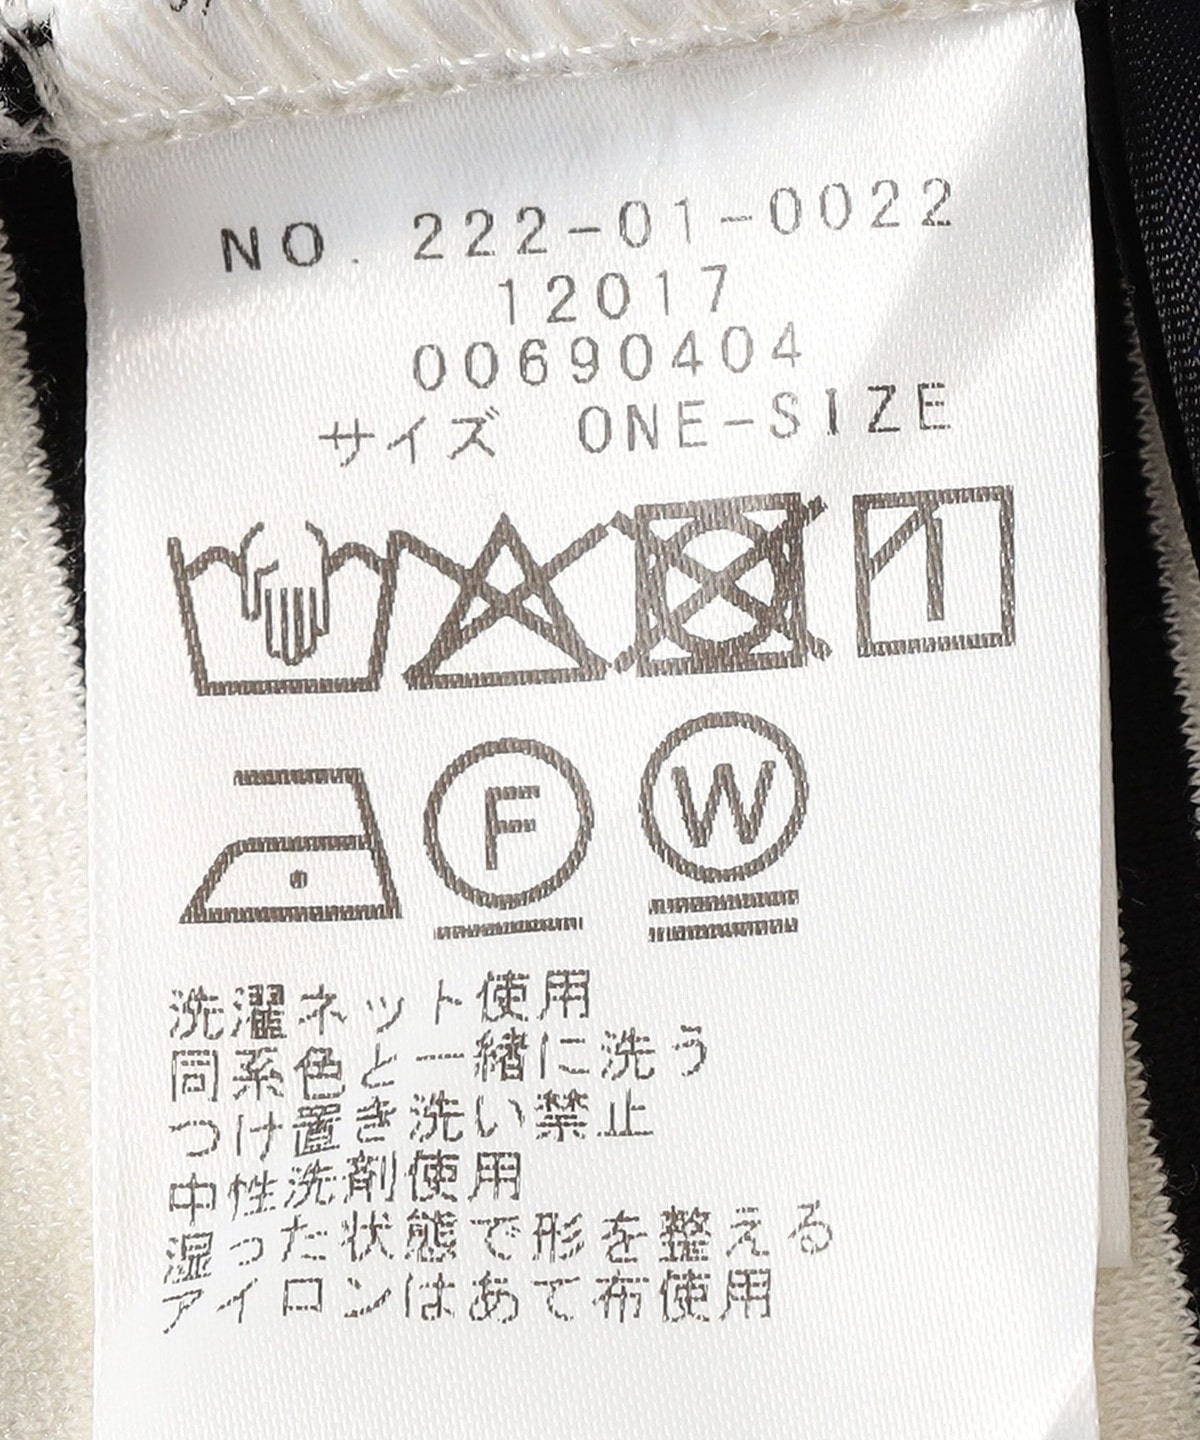 NO. 222-01-0022
12017
00690404
サイズ ONE-SIZE
F W
洗濯ネット使用
同系色と一緒に洗う
つけ置き洗い禁止
中性洗剤使用
湿った状態で形を整える
アイロンはあて布使用